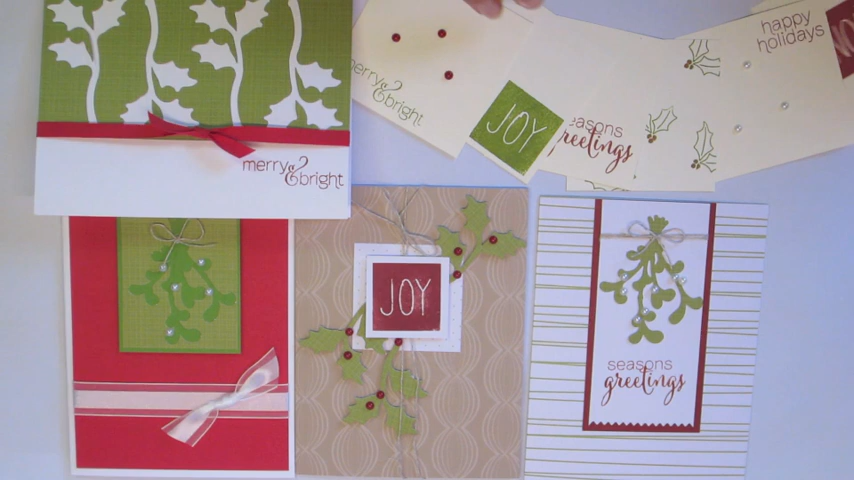 merry
& bright
merry
& bright
JOY
seasons
greetings
happy
holidays
JOY
seasons
greetings